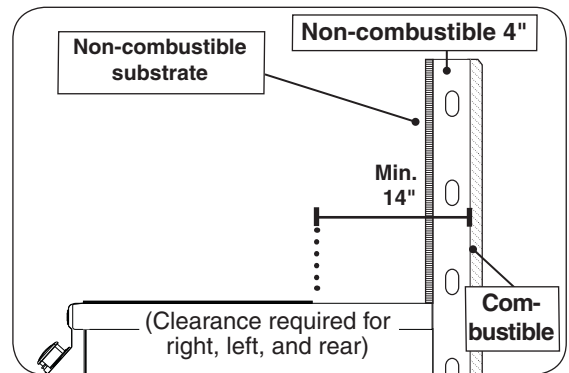 Non-combustible
substrate
Non-combustible 4"
Min.
14"
(Clearance required for
right, left, and rear)
Com-
bustible